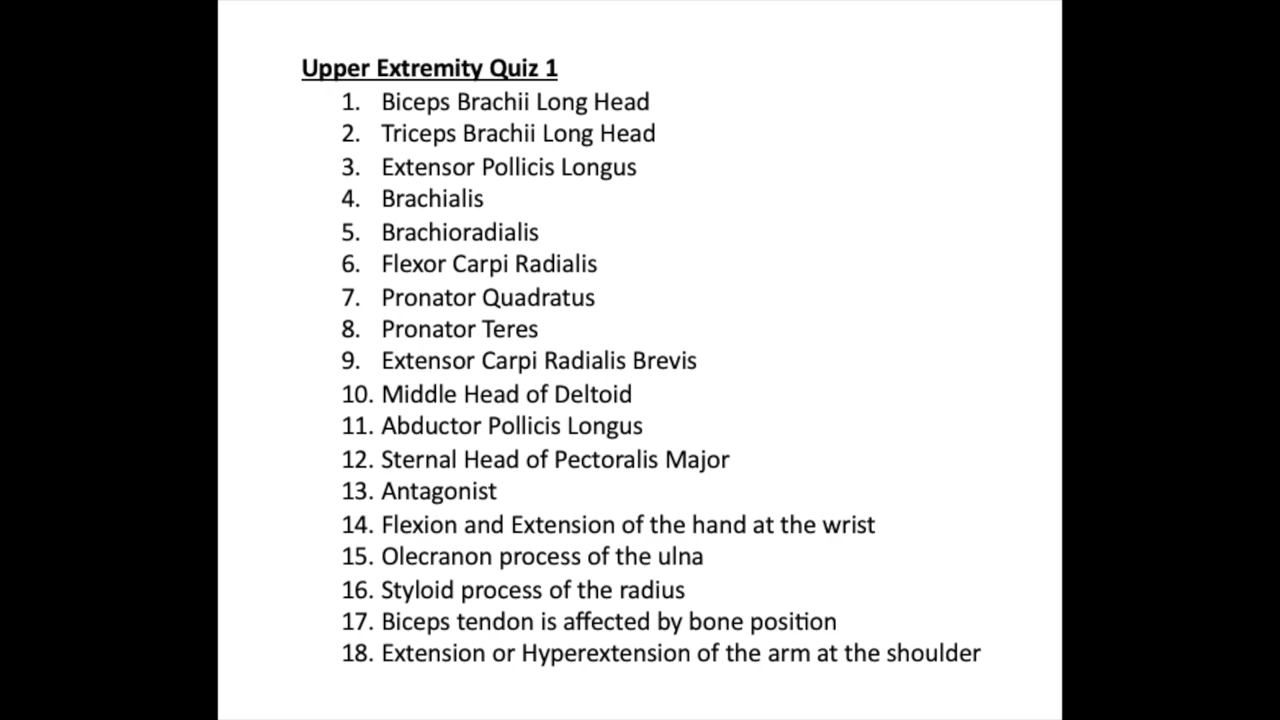 Upper Extremity Quiz 1
1. Biceps Brachii Long Head
2. Triceps Brachii Long Head
3. Extensor Pollicis Longus
4. Brachialis
5. Brachioradialis
6. Flexor Carpi Radialis
7. Pronator Quadratus
8. Pronator Teres
9. Extensor Carpi Radialis Brevis
10. Middle Head of Deltoid
11. Abductor Pollicis Longus
12. Sternal Head of Pectoralis Major
13. Antagonist
14. Flexion and Extension of the hand at the wrist
15. Olecranon process of the ulna
16. Styloid process of the radius
17. Biceps tendon is affected by bone position
18. Extension or Hyperextension of the arm at the shoulder